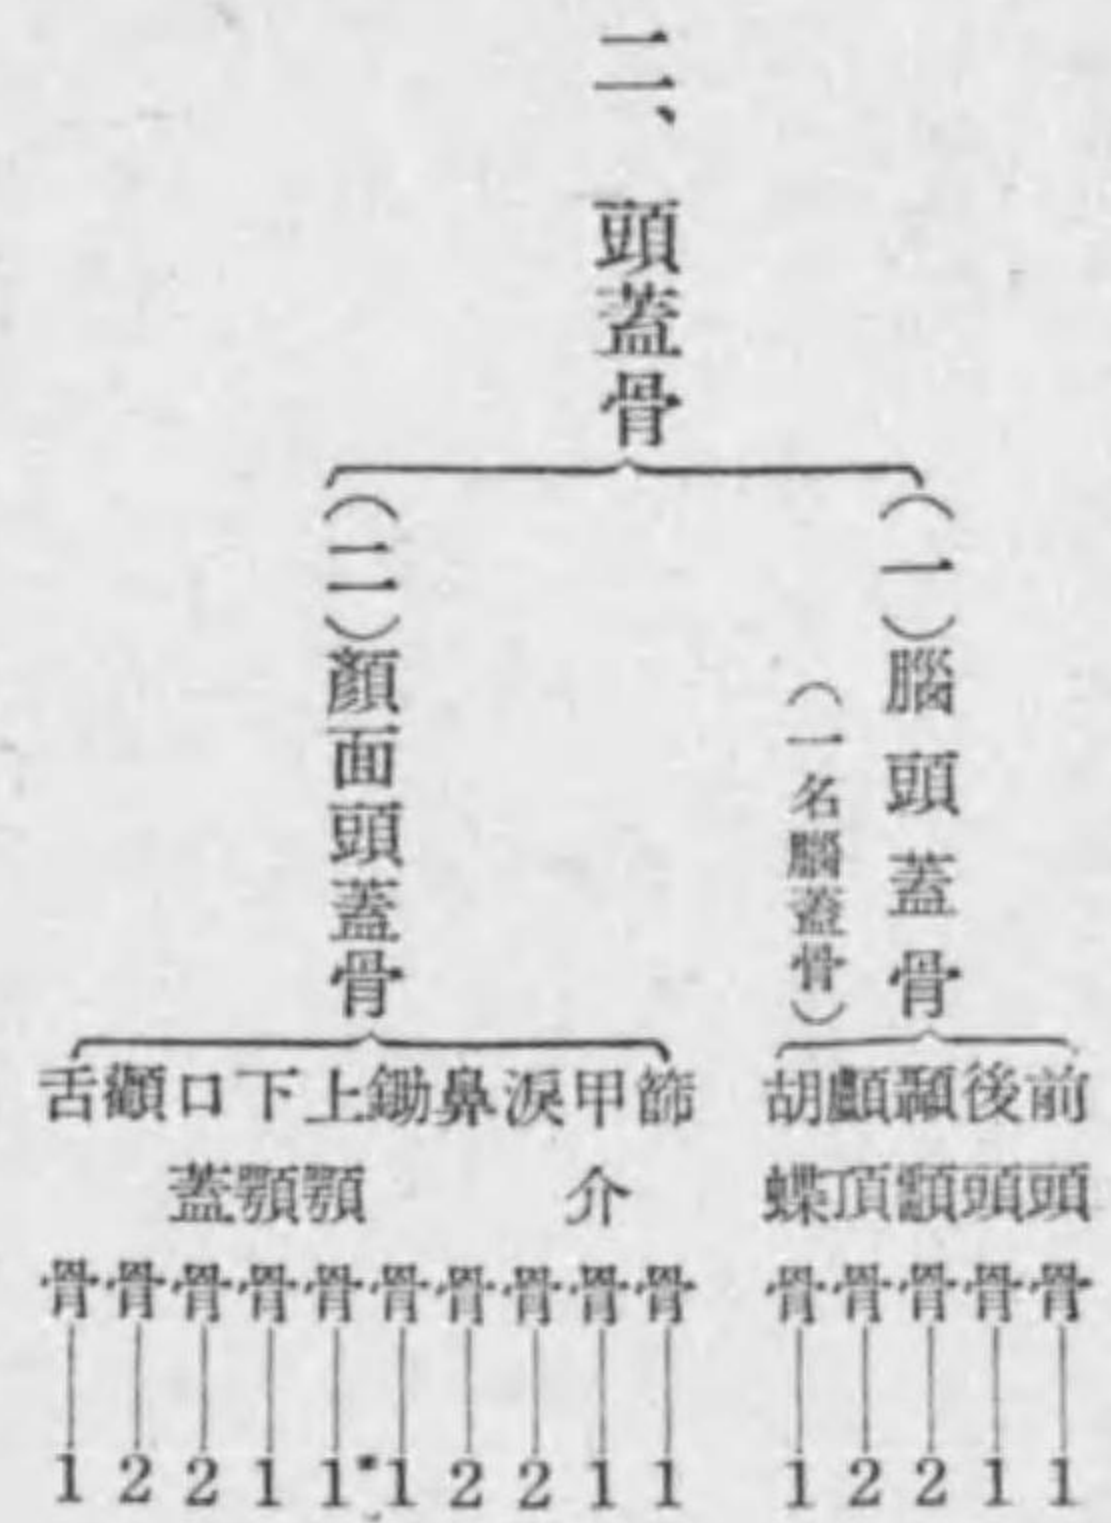 二、頭蓋骨
(一)腦頭蓋骨
(一名腦蓋骨)
前頭骨—1
後頭骨—1
顳顬骨—2
顱頂骨—2
胡蝶骨—1
(二)顏面頭蓋骨
篩骨—1
甲介骨—1
淚骨—2
鼻骨—2
鋤骨—1
上顎骨—1
下顎骨—1
口蓋骨—2
顴骨—2
舌骨—1